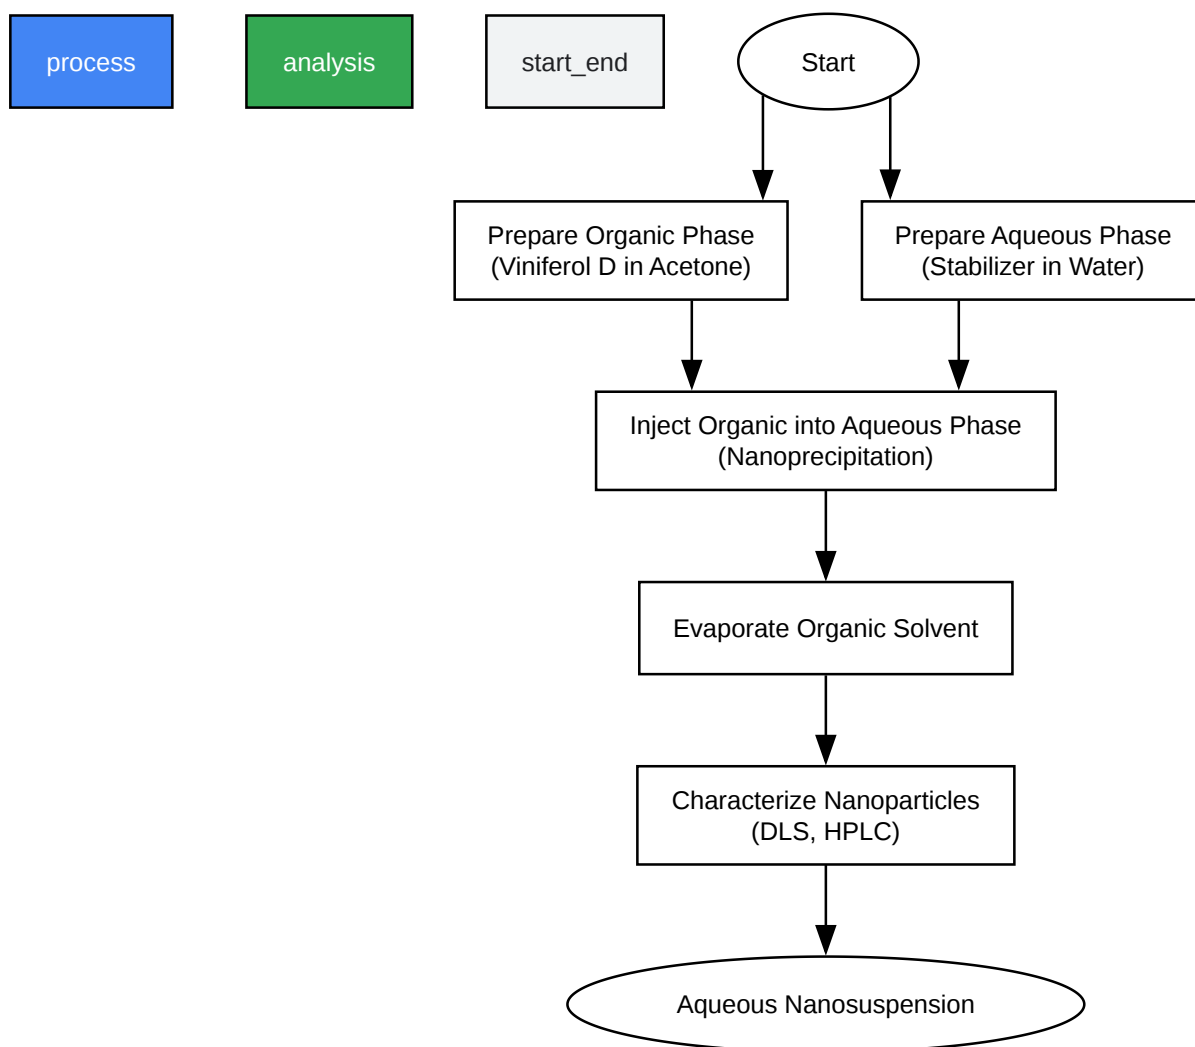 process
analysis
start_end
Start
Prepare Organic Phase
(Viniferol D in Acetone)
Prepare Aqueous Phase
(Stabilizer in Water)
Inject Organic into Aqueous Phase
(Nanoprecipitation)
Evaporate Organic Solvent
Characterize Nanoparticles
(DLS, HPLC)
Aqueous Nanosuspension